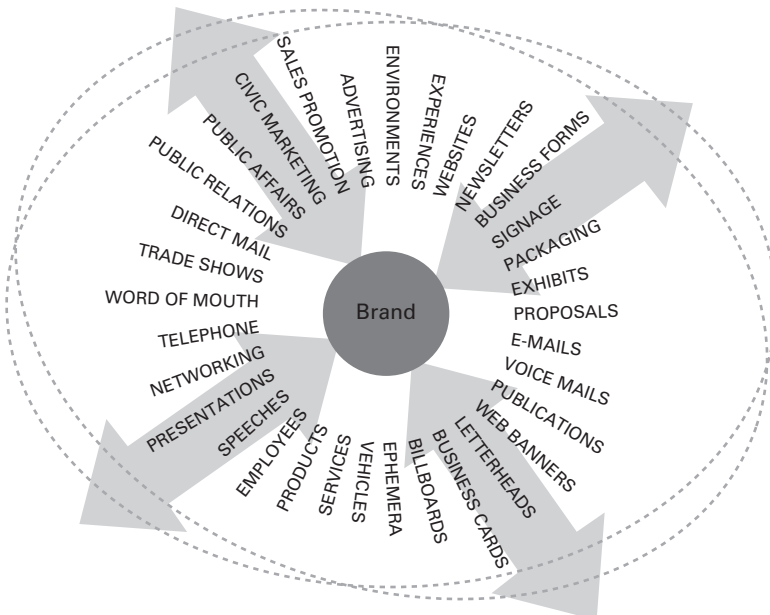 Brand
ENVIRONMENTS
EXPERIENCES
WEBSITES
NEWSLETTERS
BUSINESS FORMS
SIGNAGE
PACKAGING
EXHIBITS
PROPOSALS
E-MAILS
VOICE MAILS
PUBLICATIONS
WEB BANNERS
LETTERHEADS
BUSINESS CARDS
BILLBOARDS
EPHEMERA
VEHICLES
SERVICES
PRODUCTS
EMPLOYEES
SPEECHES
PRESENTATIONS
NETWORKING
TELEPHONE
WORD OF MOUTH
TRADE SHOWS
DIRECT MAIL
PUBLIC RELATIONS
PUBLIC AFFAIRS
CIVIC MARKETING
SALES PROMOTION
ADVERTISING